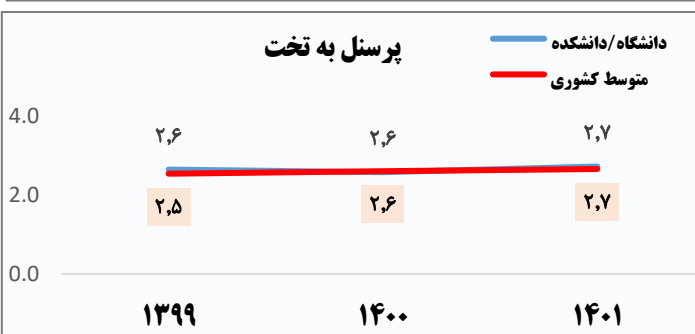 پرسنل به تخت
دانشگاه/دانشکده
متوسط کشوری
4.0
2.0
0.0
۲٫۶ ۲٫۶ ۲٫۷
۲٫۵ ۲٫۶ ۲٫۷
۱۳۹۹ ۱۴۰۰ ۱۴۰۱